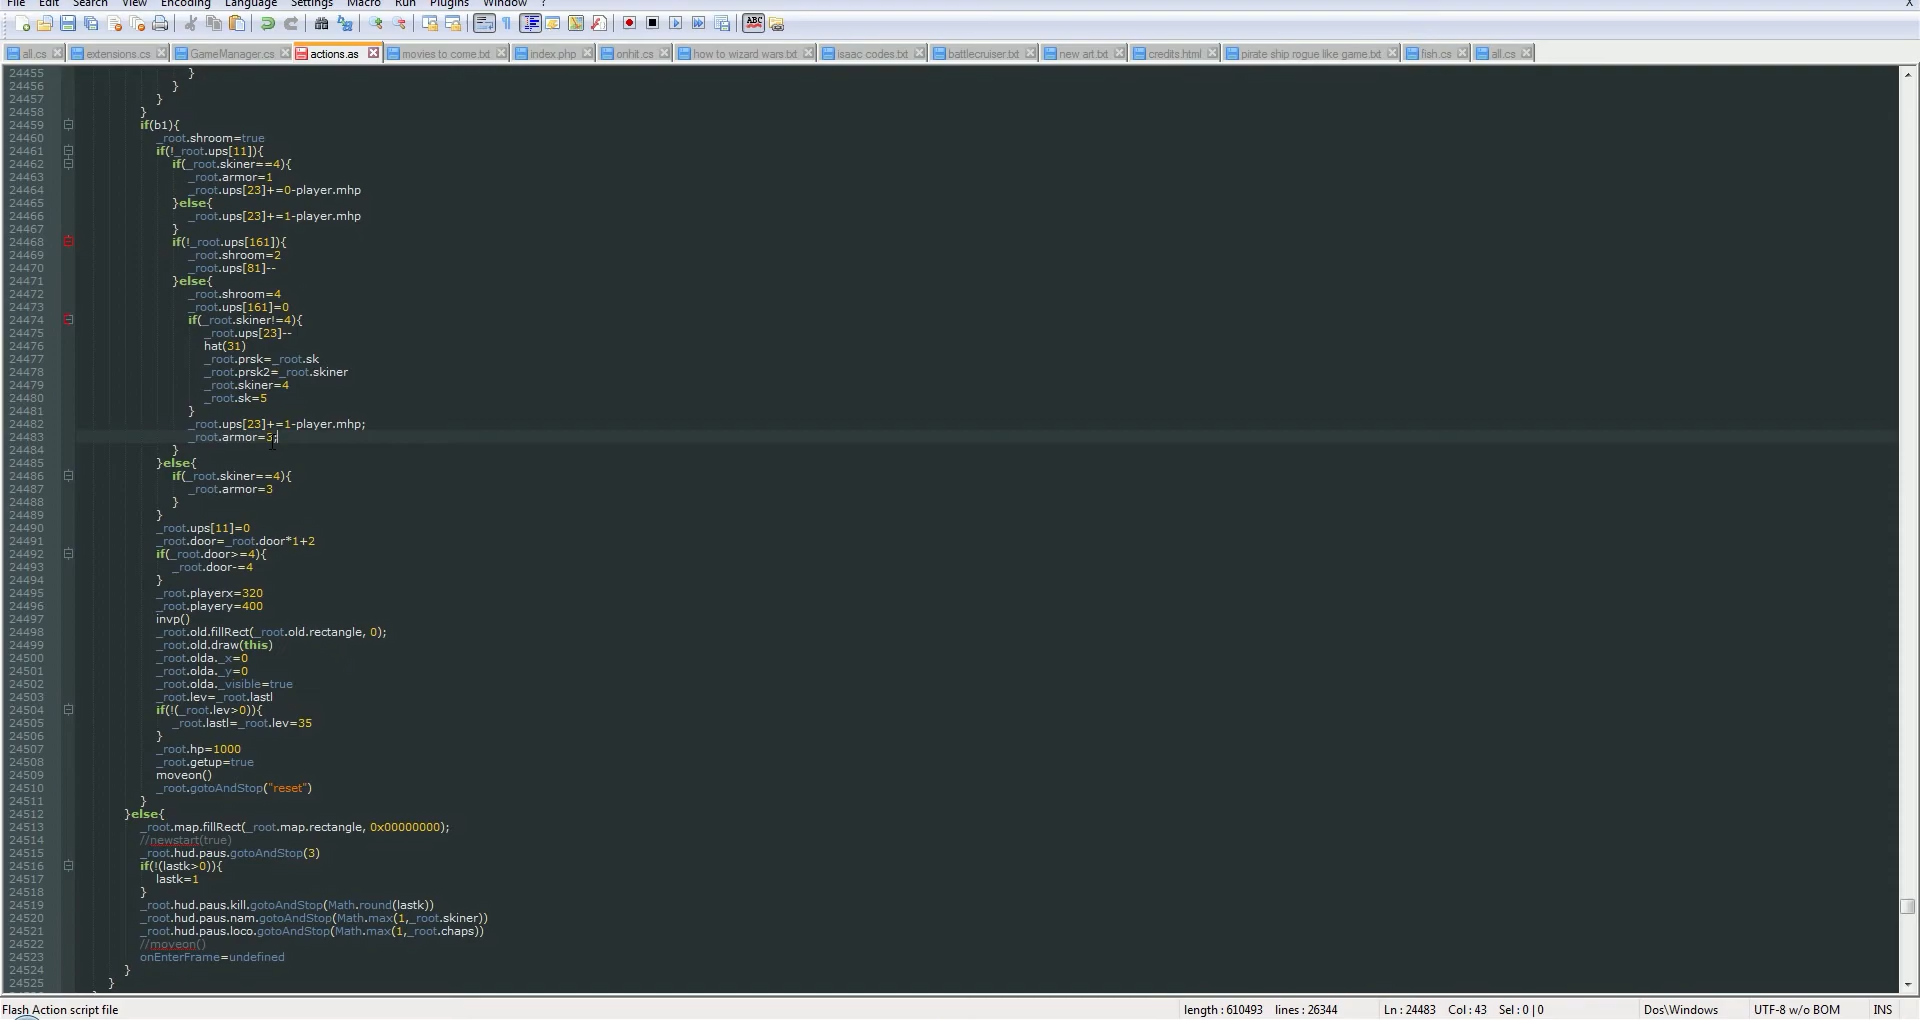 File Edit Search View Encoding Language Settings Macro Run Plugins Window ? X
ABC
all.cs extensions.cs GameManager.cs actions.as movies to come.txt index.php onhit.cs how to wizard wars.txt isaac codes.txt battlecruiser.txt new art.txt credits.html pirate ship rogue like game.txt fish.cs all.cs
24455 }
24456 }
24457 }
24458 }
24459 if(b1){
24460 _root.shroom=true
24461 if(!_root.ups[11]){
24462 if(_root.skiner==4){
24463 _root.armor=1
24464 _root.ups[23]+=0-player.mhp
24465 }else{
24466 _root.ups[23]+=1-player.mhp
24467 }
24468 if(!_root.ups[161]){
24469 _root.shroom=2
24470 _root.ups[81]--
24471 }else{
24472 _root.shroom=4
24473 _root.ups[161]=0
24474 if(_root.skiner!=4){
24475 _root.ups[23]--
24476 hat(31)
24477 _root.prsk=_root.sk
24478 _root.prsk2=_root.skiner
24479 _root.skiner=4
24480 _root.sk=5
24481 }
24482 _root.ups[23]+=1-player.mhp;
24483 _root.armor=3;
24484 }
24485 }else{
24486 if(_root.skiner==4){
24487 _root.armor=3
24488 }
24489 }
24490 _root.ups[11]=0
24491 _root.door=_root.door*1+2
24492 if(_root.door>=4){
24493 _root.door-=4
24494 }
24495 _root.playerx=320
24496 _root.playery=400
24497 invp()
24498 _root.old.fillRect(_root.old.rectangle, 0);
24499 _root.old.draw(this)
24500 _root.olda._x=0
24501 _root.olda._y=0
24502 _root.olda._visible=true
24503 _root.lev=_root.lastl
24504 if(!(_root.lev>0)){
24505 _root.lastl=_root.lev=35
24506 }
24507 _root.hp=1000
24508 _root.getup=true
24509 moveon()
24510 _root.gotoAndStop("reset")
24511 }
24512 }else{
24513 _root.map.fillRect(_root.map.rectangle, 0x00000000);
24514 //newstart(true)
24515 _root.hud.paus.gotoAndStop(3)
24516 if(!(lastk>0)){
24517 lastk=1
24518 }
24519 _root.hud.paus.kill.gotoAndStop(Math.round(lastk))
24520 _root.hud.paus.nam.gotoAndStop(Math.max(1,_root.skiner))
24521 _root.hud.paus.loco.gotoAndStop(Math.max(1,_root.chaps))
24522 //moveon()
24523 onEnterFrame=undefined
24524 }
24525 }
Flash Action script file length : 610493 lines : 26344 Ln : 24483 Col : 43 Sel : 0 | 0 Dos\Windows UTF-8 w/o BOM INS